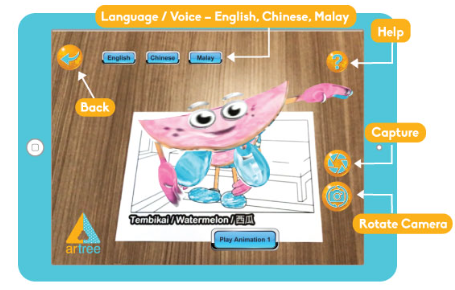 Language / Voice – English, Chinese, Malay
Help
English
Chinese
Malay
?
Back
Capture
Tembikai / Watermelon / 西瓜
Rotate Camera
artree
Play Animation 1